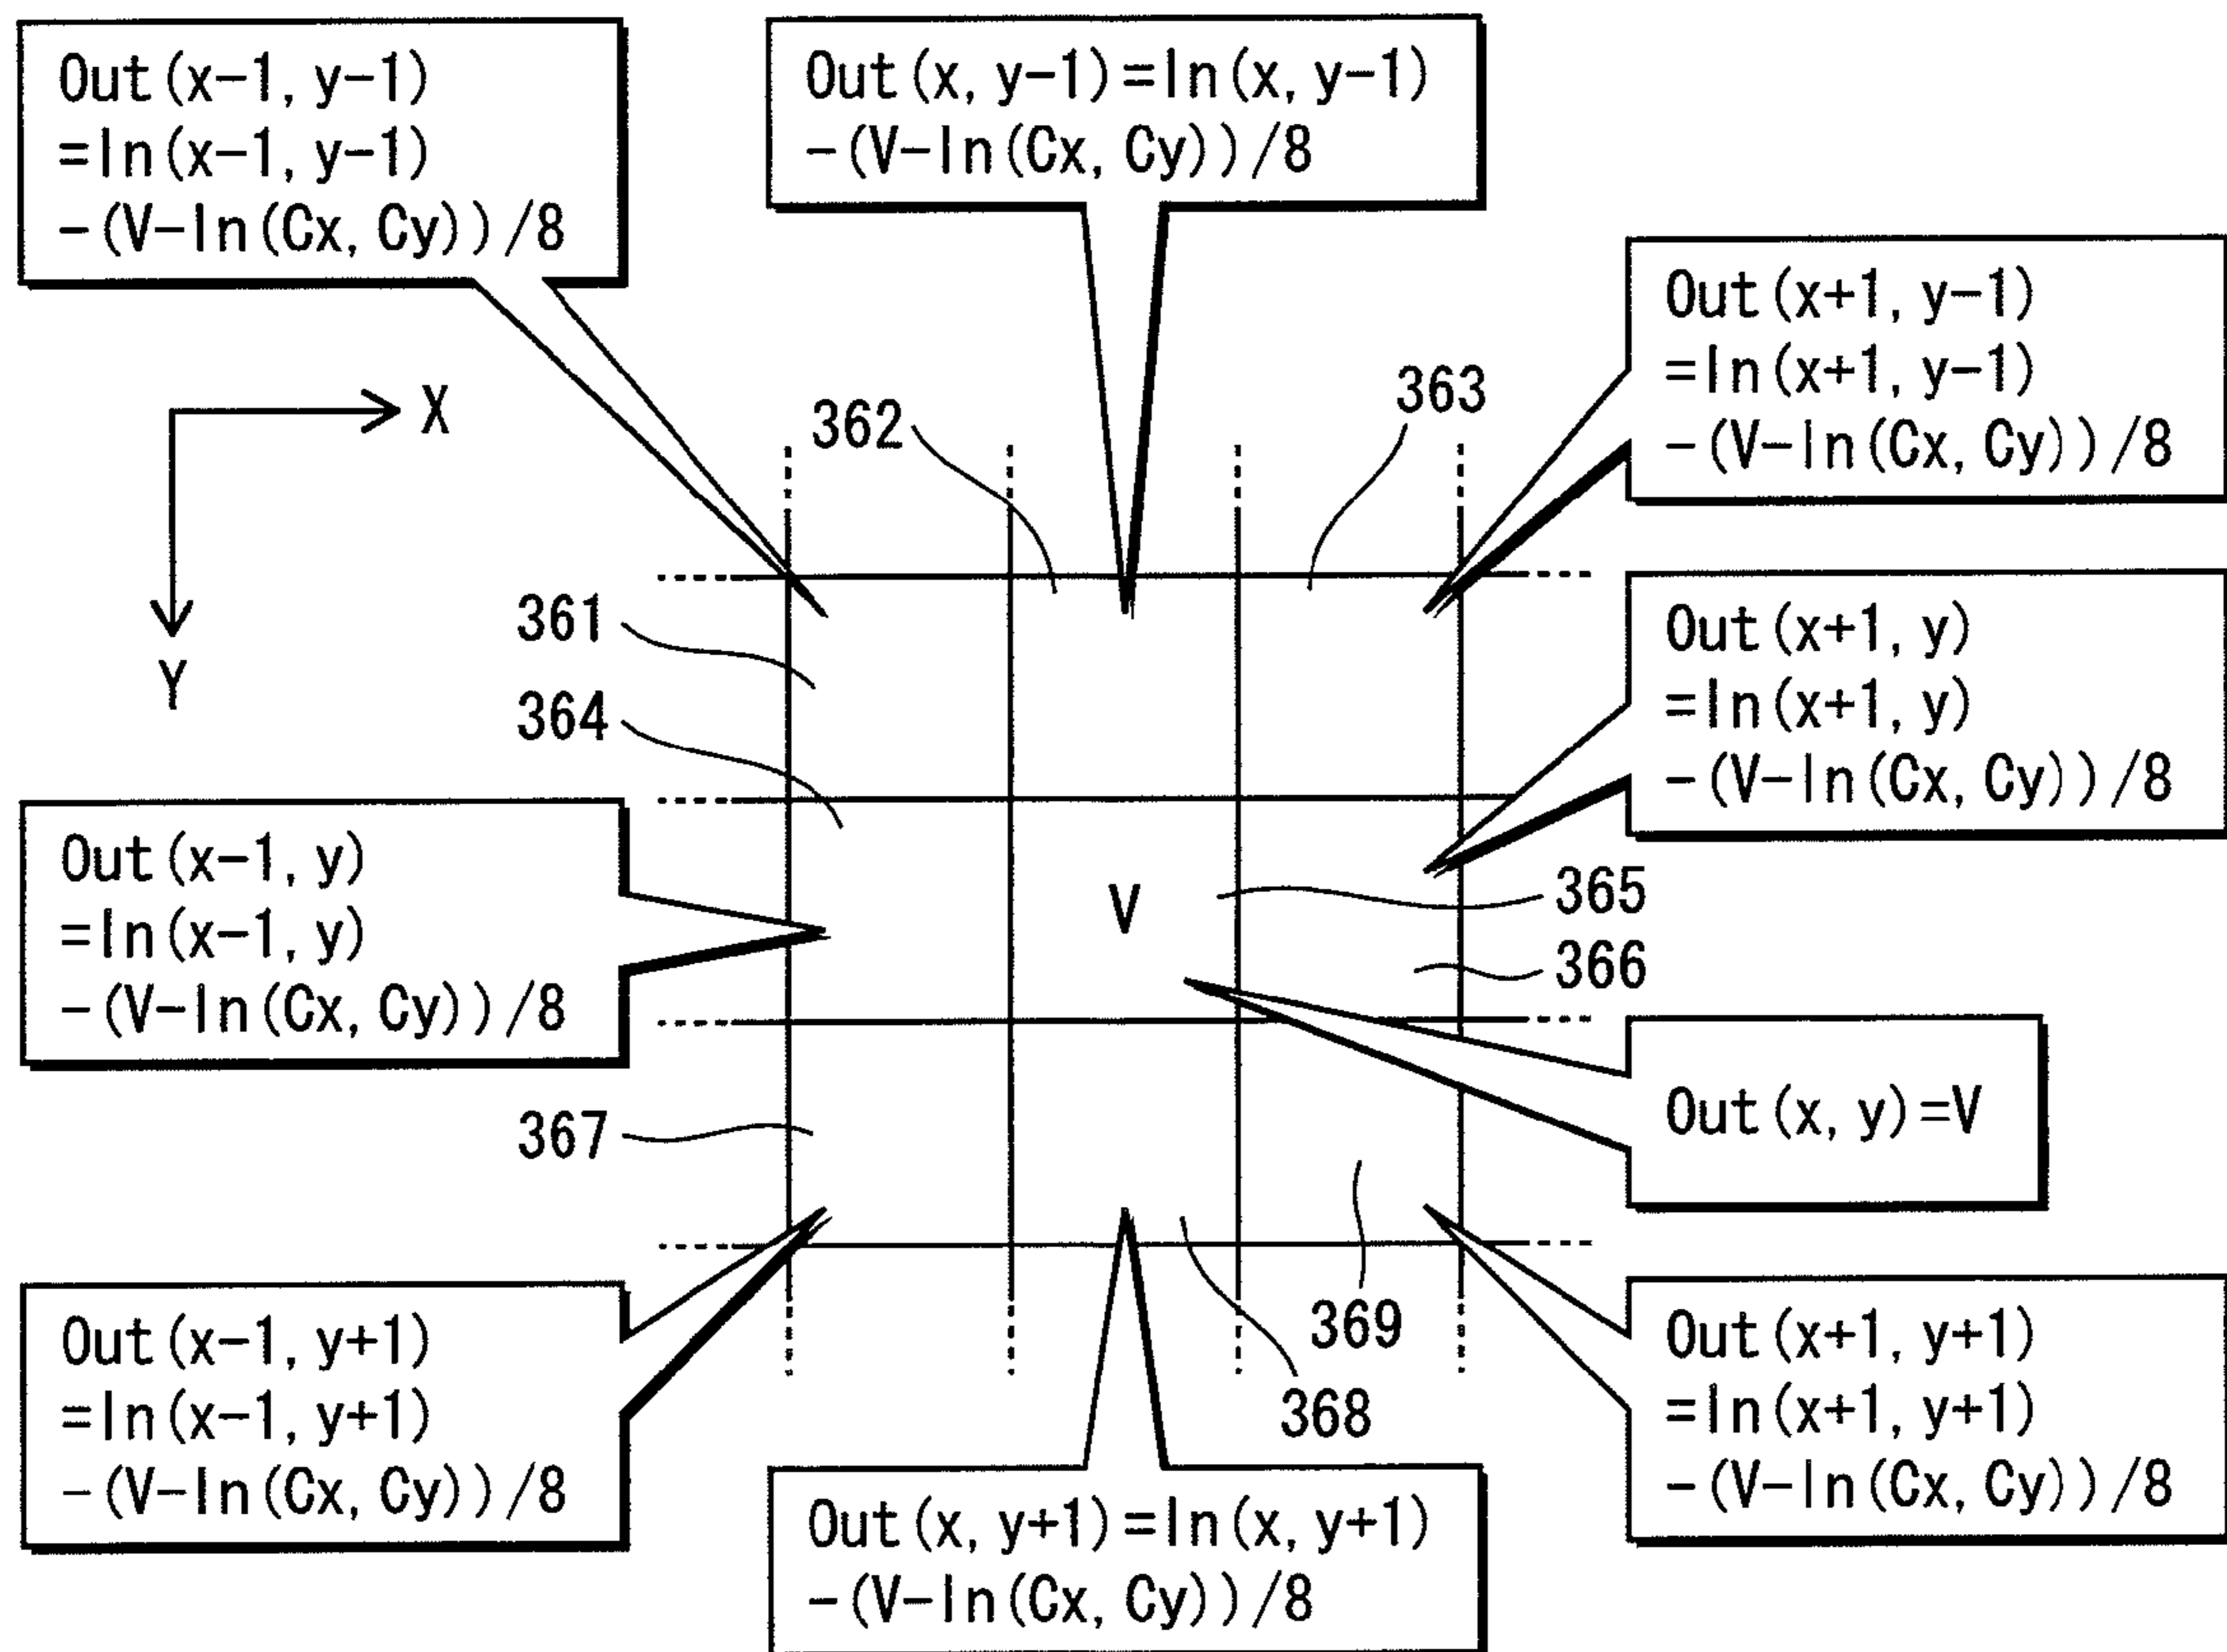 Out(x-1, y-1)
=In(x-1, y-1)
-(V-In(Cx, Cy))/8
Out(x, y-1)=In(x, y-1)
-(V-In(Cx, Cy))/8
Out(x+1, y-1)
=In(x+1, y-1)
-(V-In(Cx, Cy))/8
X
Y
362
363
361
364
Out(x+1, y)
=In(x+1, y)
-(V-In(Cx, Cy))/8
Out(x-1, y)
=In(x-1, y)
-(V-In(Cx, Cy))/8
V
365
366
Out(x, y)=V
367
369
368
Out(x-1, y+1)
=In(x-1, y+1)
-(V-In(Cx, Cy))/8
Out(x, y+1)=In(x, y+1)
-(V-In(Cx, Cy))/8
Out(x+1, y+1)
=In(x+1, y+1)
-(V-In(Cx, Cy))/8